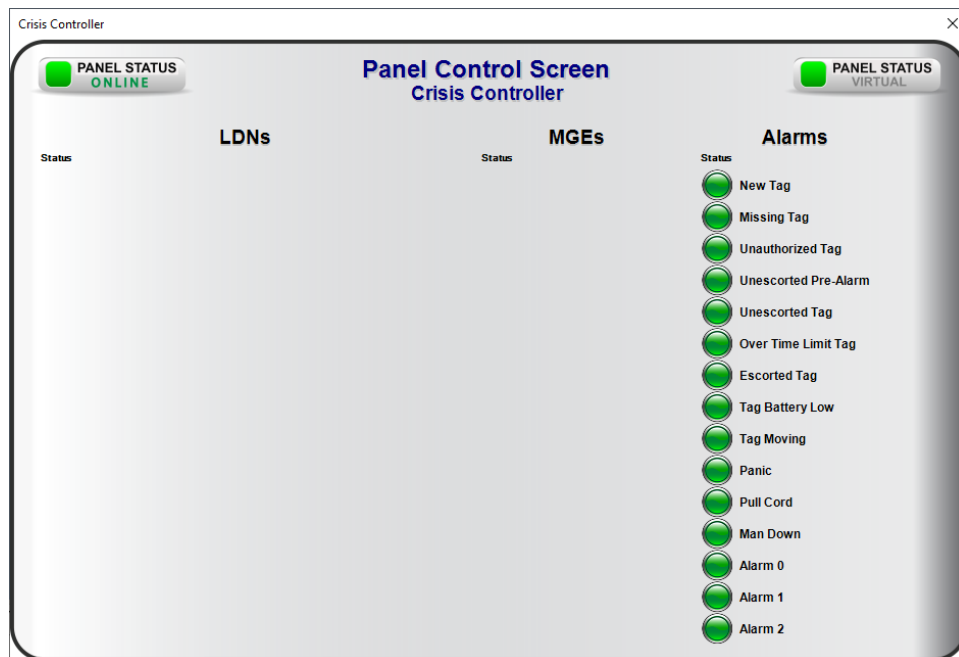 Crisis Controller
PANEL STATUS
ONLINE
Panel Control Screen
Crisis Controller
PANEL STATUS
VIRTUAL
LDNs
MGEs
Alarms
Status
Status
Status
New Tag
Missing Tag
Unauthorized Tag
Unescorted Pre-Alarm
Unescorted Tag
Over Time Limit Tag
Escorted Tag
Tag Battery Low
Tag Moving
Panic
Pull Cord
Man Down
Alarm 0
Alarm 1
Alarm 2